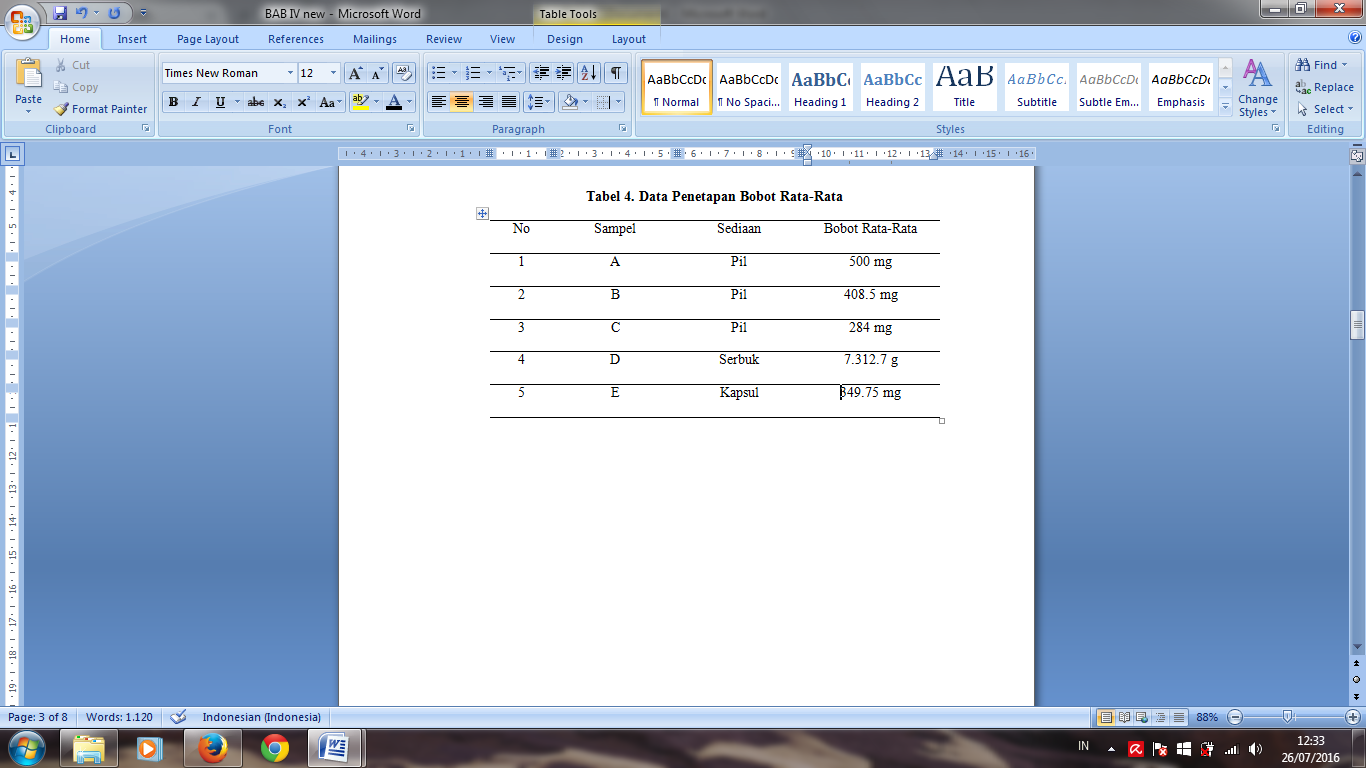 BAB IV new - Microsoft Word
Table Tools
Home Insert Page Layout References Mailings Review View Design Layout
Paste
Cut
Copy
Format Painter
Clipboard
Times New Roman 12
B I U abc x₂ x² Aa
Font
Paragraph
AaBbCcDc AaBbCcDc AaBbC AaBbCc AaB AaBbCc. AaBbCcDc AaBbCcDc
¶ Normal ¶ No Spaci... Heading 1 Heading 2 Title Subtitle Subtle Em... Emphasis
Change Styles
Styles
Find
Replace
Select
Editing
Tabel 4. Data Penetapan Bobot Rata-Rata
No Sampel Sediaan Bobot Rata-Rata
1 A Pil 500 mg
2 B Pil 408.5 mg
3 C Pil 284 mg
4 D Serbuk 7.312.7 g
5 E Kapsul 49.75 mg
Page: 3 of 8 Words: 1.120 Indonesian (Indonesia) 88%
IN
12:33
26/07/2016